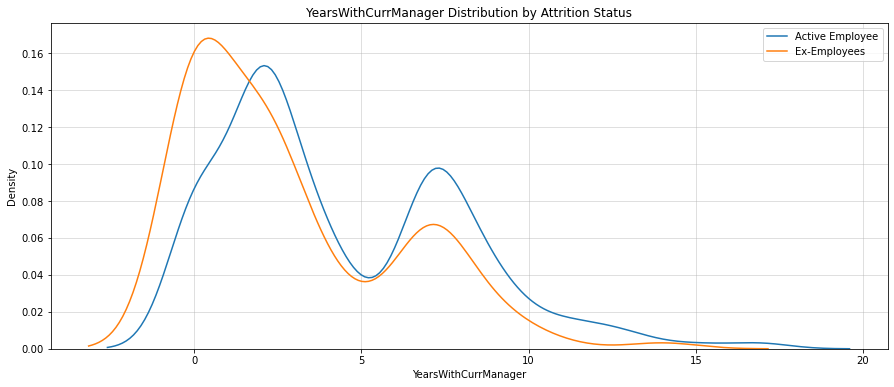 YearsWithCurrManager Distribution by Attrition Status
Active Employee
Ex-Employees
Density
0.16
0.14
0.12
0.10
0.08
0.06
0.04
0.02
0.00
0
5
10
15
20
YearsWithCurrManager